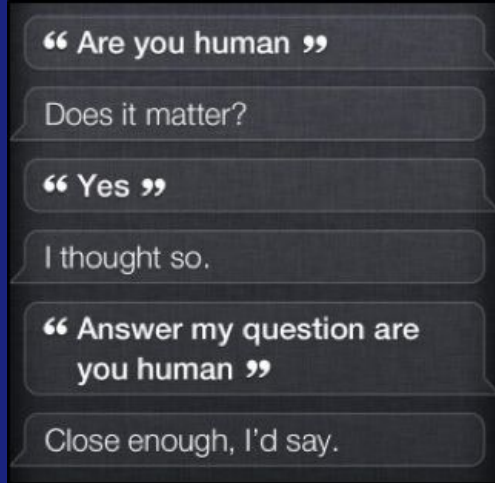 “ Are you human ”
Does it matter?
“ Yes ”
I thought so.
“ Answer my question are
you human ”
Close enough, I’d say.